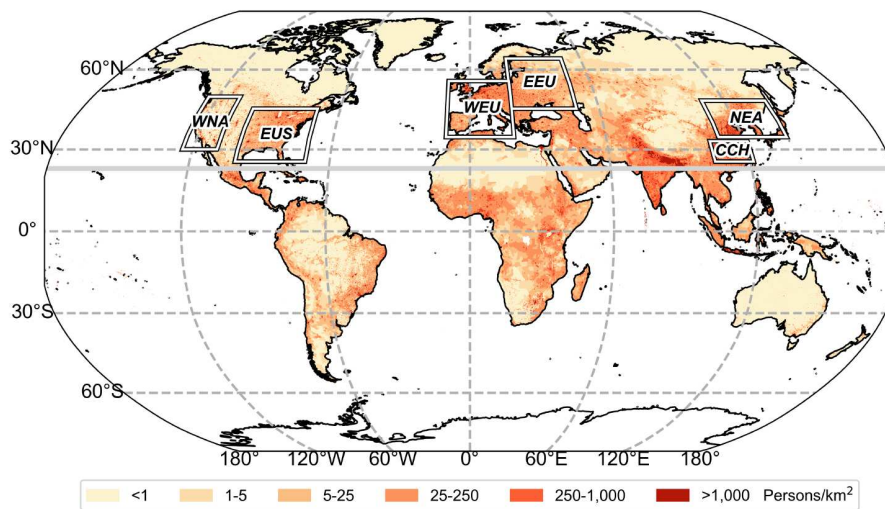 60°N
EEU
WEU
WNA
EUS
NEA
30°N
CCH
0°
30°S
60°S
180° 120°W 60°W 0° 60°E 120°E 180°
<1 1-5 5-25 25-250 250-1,000 >1,000 Persons/km²